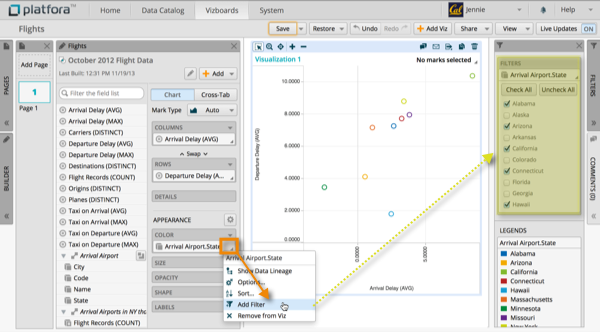 platfora
Home
Data Catalog
Vizboards
System
Cal
Jennie
Help
Flights
Save
Restore
Undo
Redo
Add Viz
Share
View
Live Updates
ON
PAGES
BUILDER
Add Page
1
Page 1
Flights
October 2012 Flight Data
Last Built: 12:31 PM 11/19/13
Add
Filter the field list
Arrival Delay (AVG)
Arrival Delay (MAX)
Carriers (DISTINCT)
Departure Delay (AVG)
Departure Delay (MAX)
Destinations (DISTINCT)
Flight Records (COUNT)
Origins (DISTINCT)
Planes (DISTINCT)
Taxi on Arrival (AVG)
Taxi on Arrival (MAX)
Taxi on Departure (AVG)
Taxi on Departure (MAX)
Arrival Airport
City
Code
Name
State
Arrival Airports in NY the
Flight Records (COUNT)
Chart
Cross-Tab
Mark Type
Auto
COLUMNS
Arrival Delay (AVG)
Swap
ROWS
Departure Delay (A...
DETAILS
APPEARANCE
COLOR
Arrival Airport.State
SIZE
OPACITY
SHAPE
LABELS
Arrival Airport.State
Show Data Lineage
Options...
Sort...
Add Filter
Remove from Viz
Visualization 1
No marks selected
Departure Delay (AVG)
10.0000
8.0000
6.0000
4.0000
2.0000
0.0000
0.0000
5.0000
Arrival Delay (AVG)
FILTERS
Arrival Airport.State
Check All
Uncheck All
Alabama
Alaska
Arizona
Arkansas
California
Colorado
Connecticut
Florida
Georgia
Hawaii
LEGENDS
Arrival Airport.State
Alabama
Arizona
California
Connecticut
Hawaii
Massachusetts
Minnesota
Missouri
New York
FILTERS
COMMENTS (0)